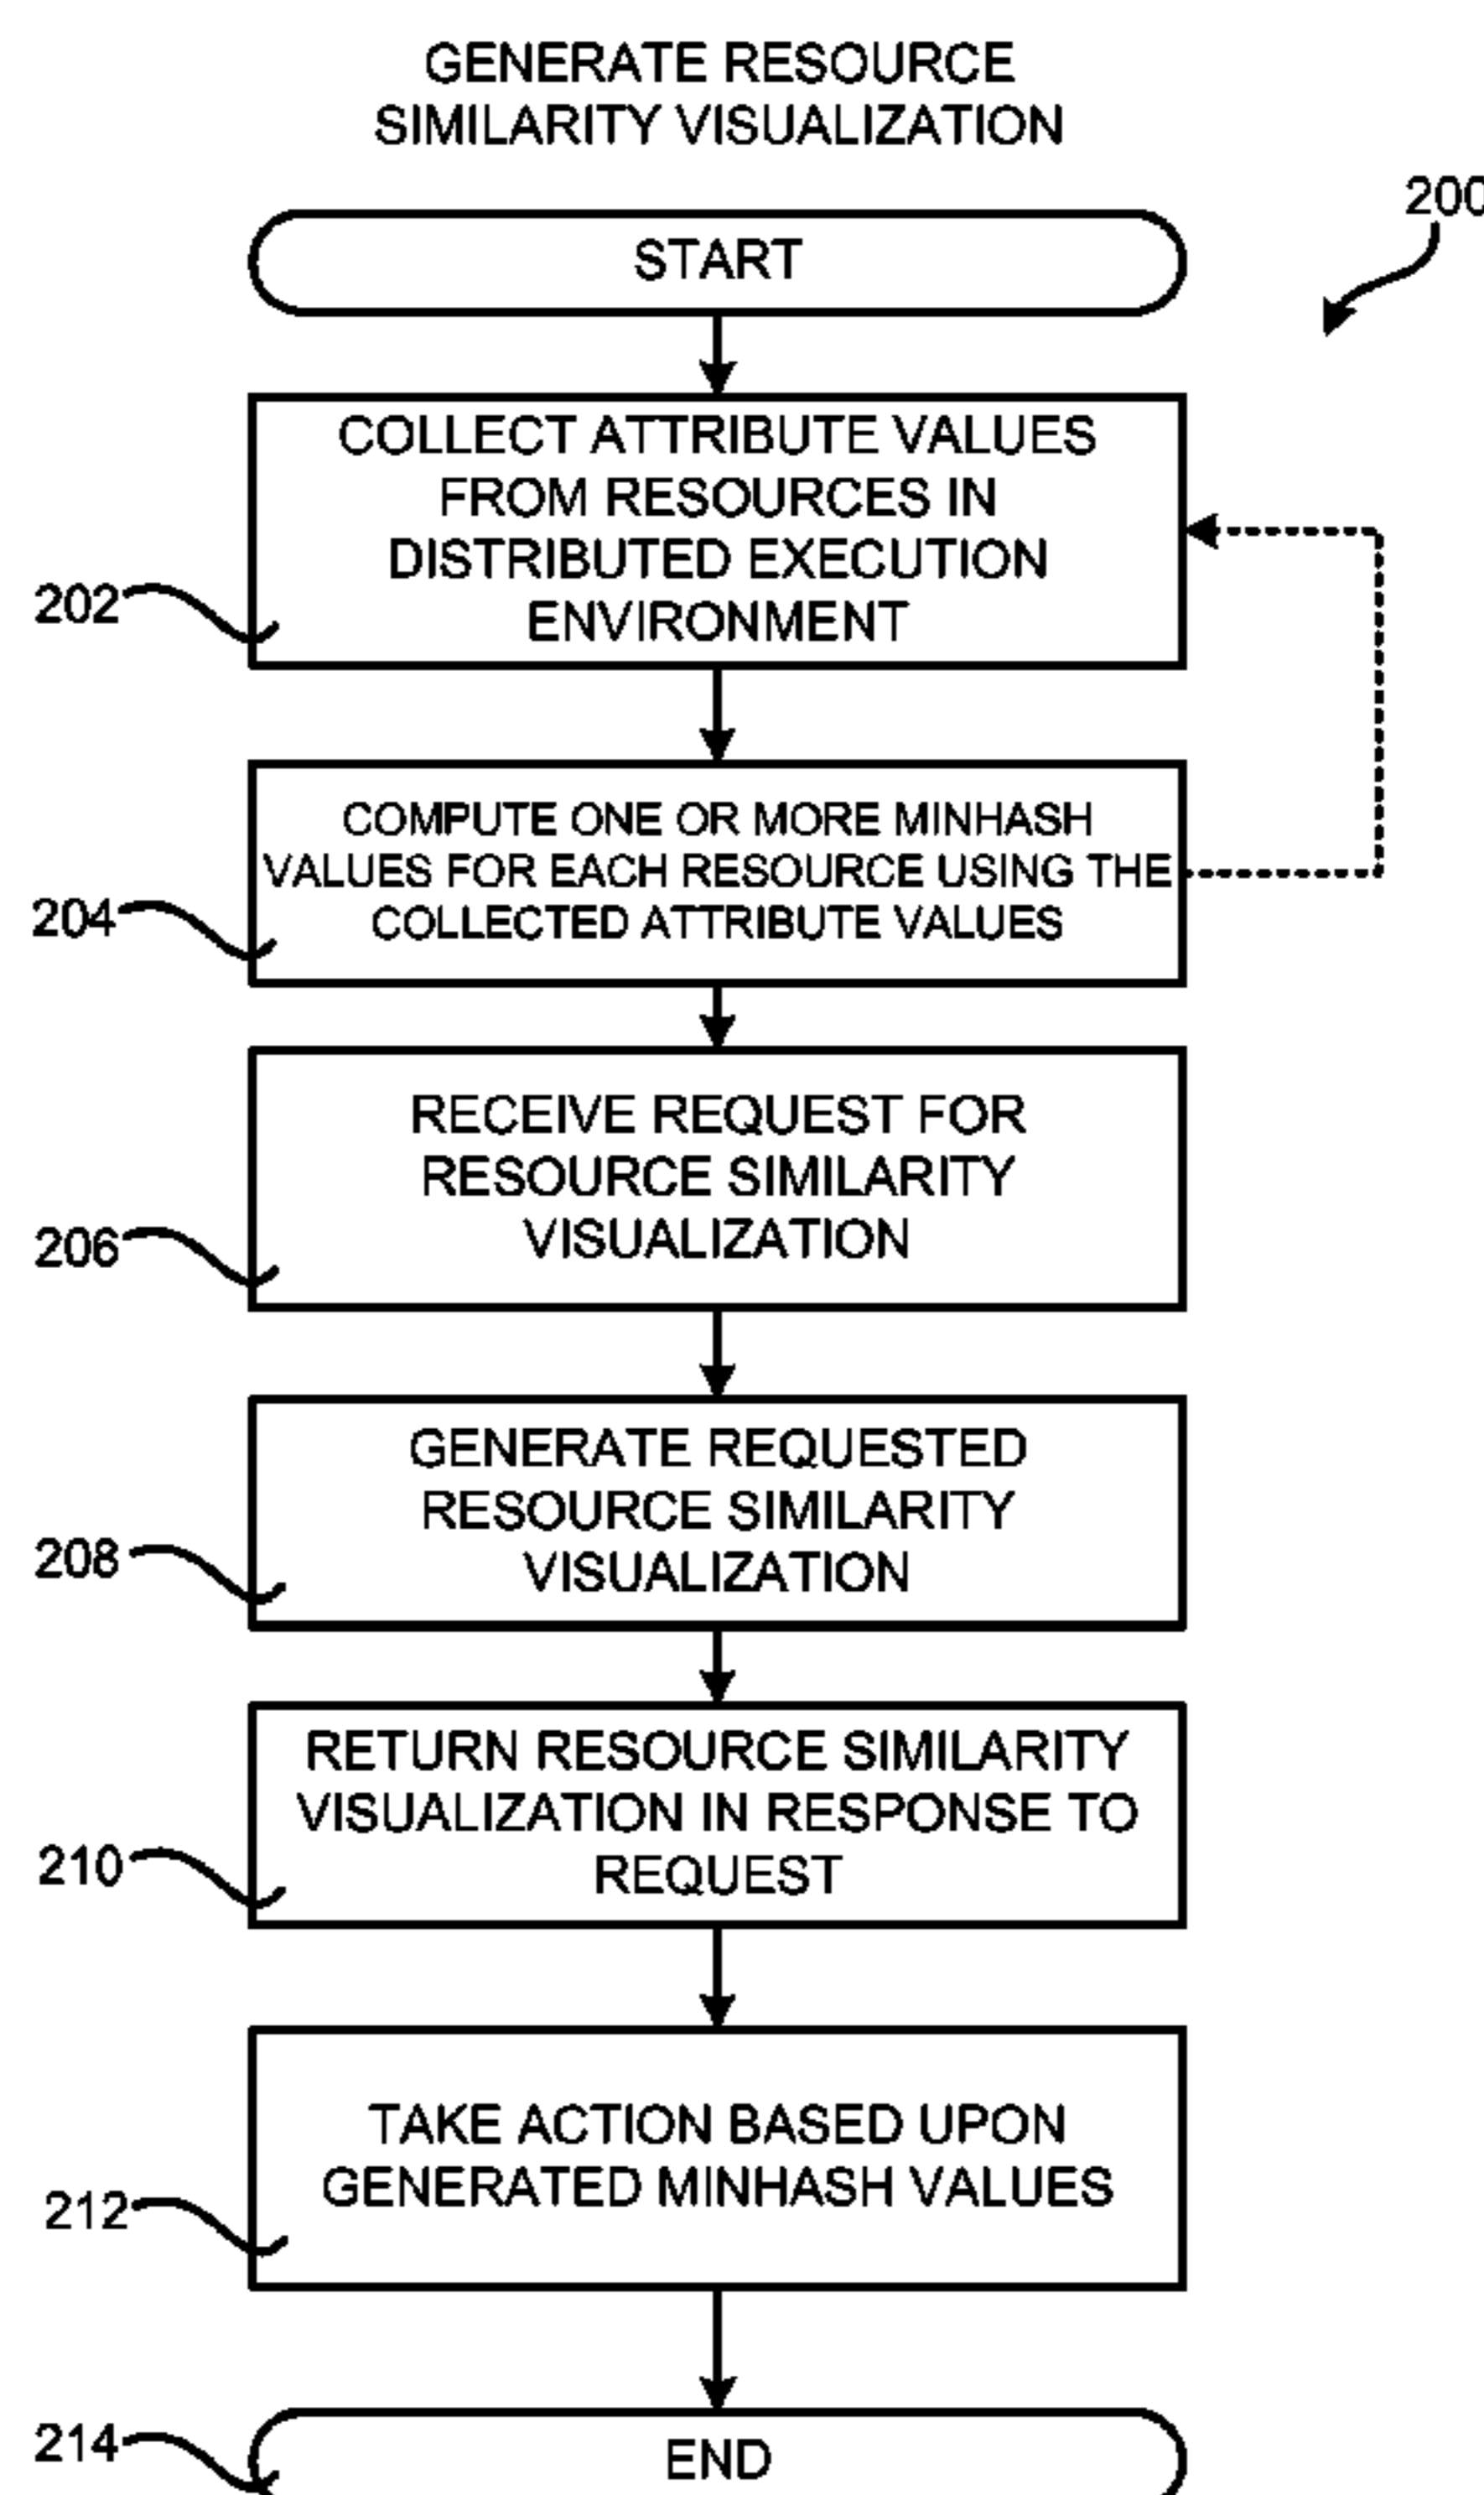 GENERATE RESOURCE
SIMILARITY VISUALIZATION
200
START
COLLECT ATTRIBUTE VALUES
FROM RESOURCES IN
DISTRIBUTED EXECUTION
ENVIRONMENT
202
COMPUTE ONE OR MORE MINHASH
VALUES FOR EACH RESOURCE USING THE
COLLECTED ATTRIBUTE VALUES
204
RECEIVE REQUEST FOR
RESOURCE SIMILARITY
VISUALIZATION
206
GENERATE REQUESTED
RESOURCE SIMILARITY
VISUALIZATION
208
RETURN RESOURCE SIMILARITY
VISUALIZATION IN RESPONSE TO
REQUEST
210
TAKE ACTION BASED UPON
GENERATED MINHASH VALUES
212
END
214